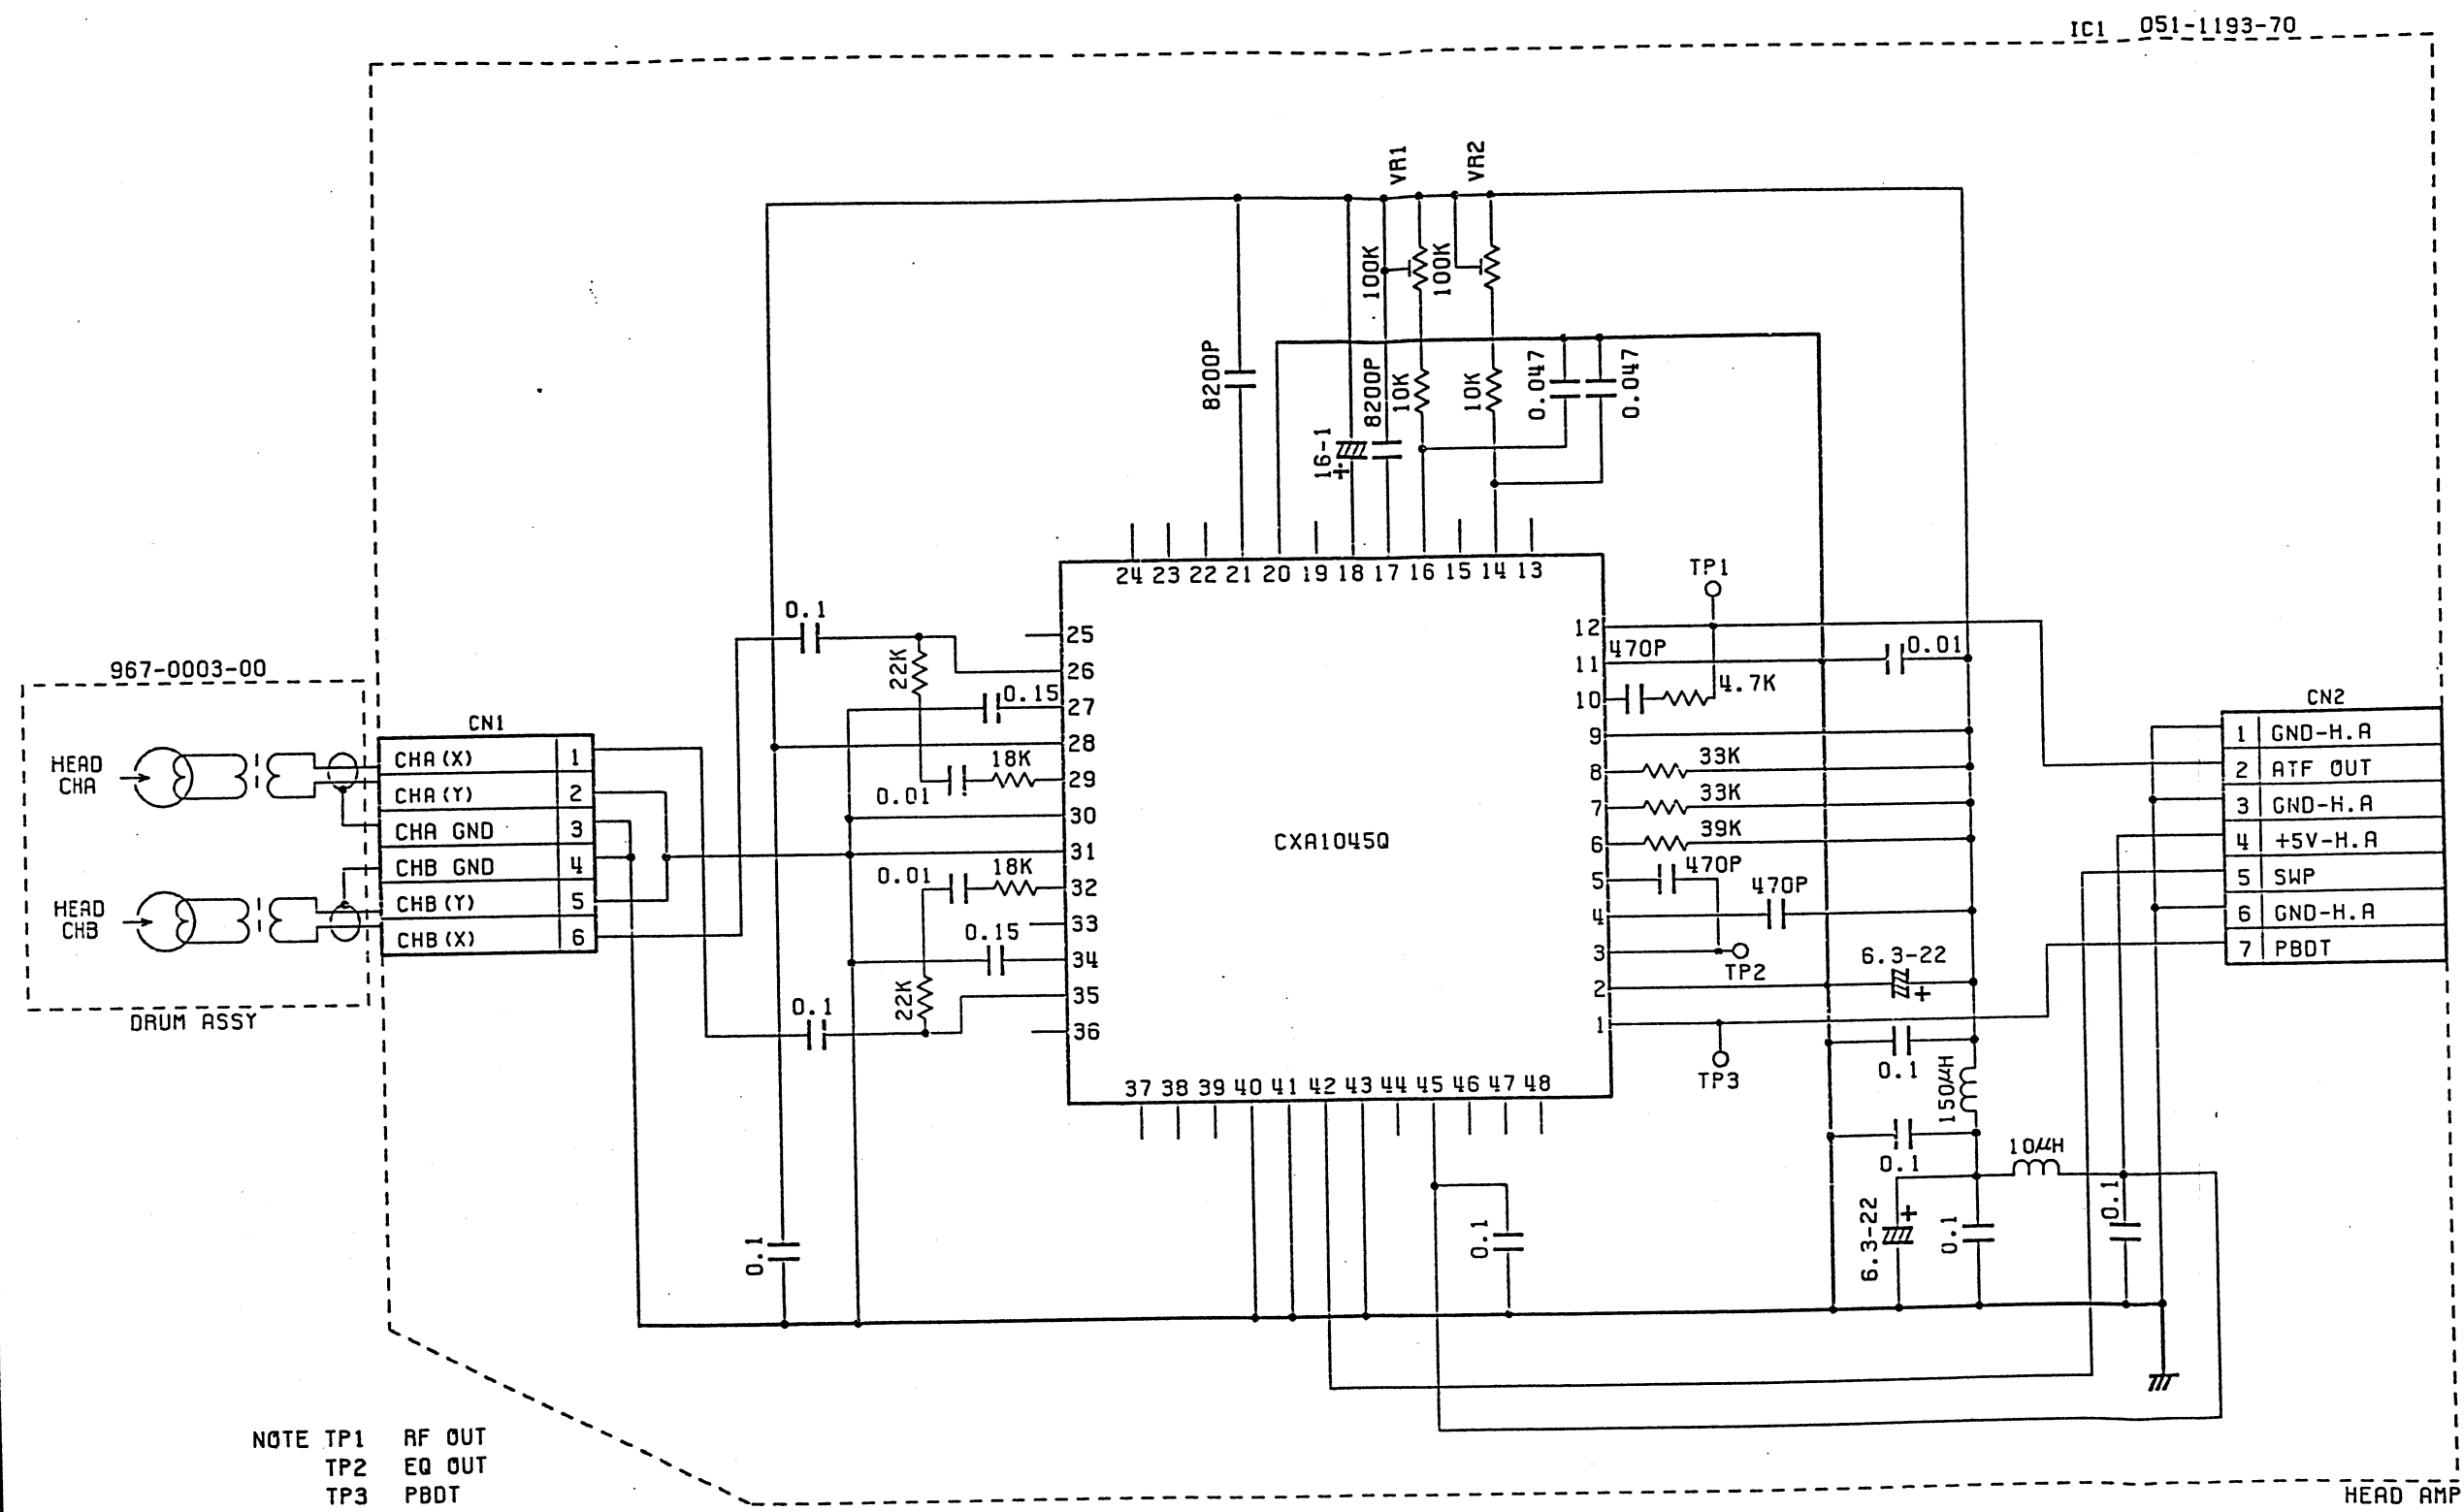 IC1 051-1193-70
VR1
VR2
100K
100K
8200P
8200P
10K
10K
0.047
0.047
16-1
+
24 23 22 21 20 19 18 17 16 15 14 13
TP1
0.1
25
12
22K
26
470P
11
0.01
967-0003-00
0.15
27
10
4.7K
CN1
CN2
28
9
1 GND-H.A
HEAD
CHA
CHA(X) 1
18K
29
0.01
8
33K
2 ATF OUT
CHA(Y) 2
7
33K
3 GND-H.A
CHA GND 3
30
CXA1045Q
6
39K
4 +5V-H.A
CHB GND 4
31
470P
5
5 SWP
0.01
18K
32
470P
HEAD
CHB
CHB(Y) 5
33
4
6 GND-H.A
CHB(X) 6
0.15
34
3
TP2
6.3-22
+
7 PBDT
22K
35
2
DRUM ASSY
0.1
36
1
TP3
0.1
150μH
37 38 39 40 41 42 43 44 45 46 47 48
0.1
10μH
0.1
0.1
6.3-22
+
0.1
0.1
NOTE TP1 RF OUT
TP2 EQ OUT
TP3 PBDT
HEAD AMP